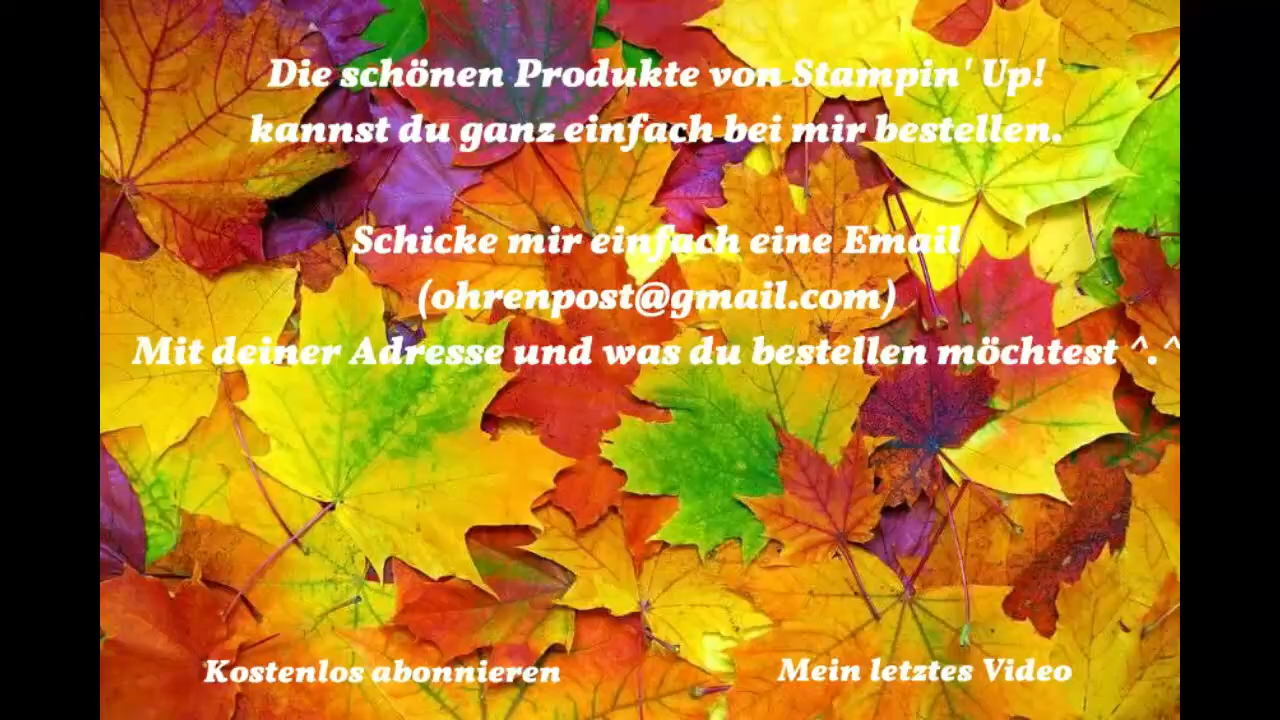 Die schönen Produkte von Stampin' Up!
kannst du ganz einfach bei mir bestellen.
Schicke mir einfach eine Email
(ohrenpost@gmail.com)
Mit deiner Adresse und was du bestellen möchtest ^.^
Kostenlos abonnieren
Mein letztes Video